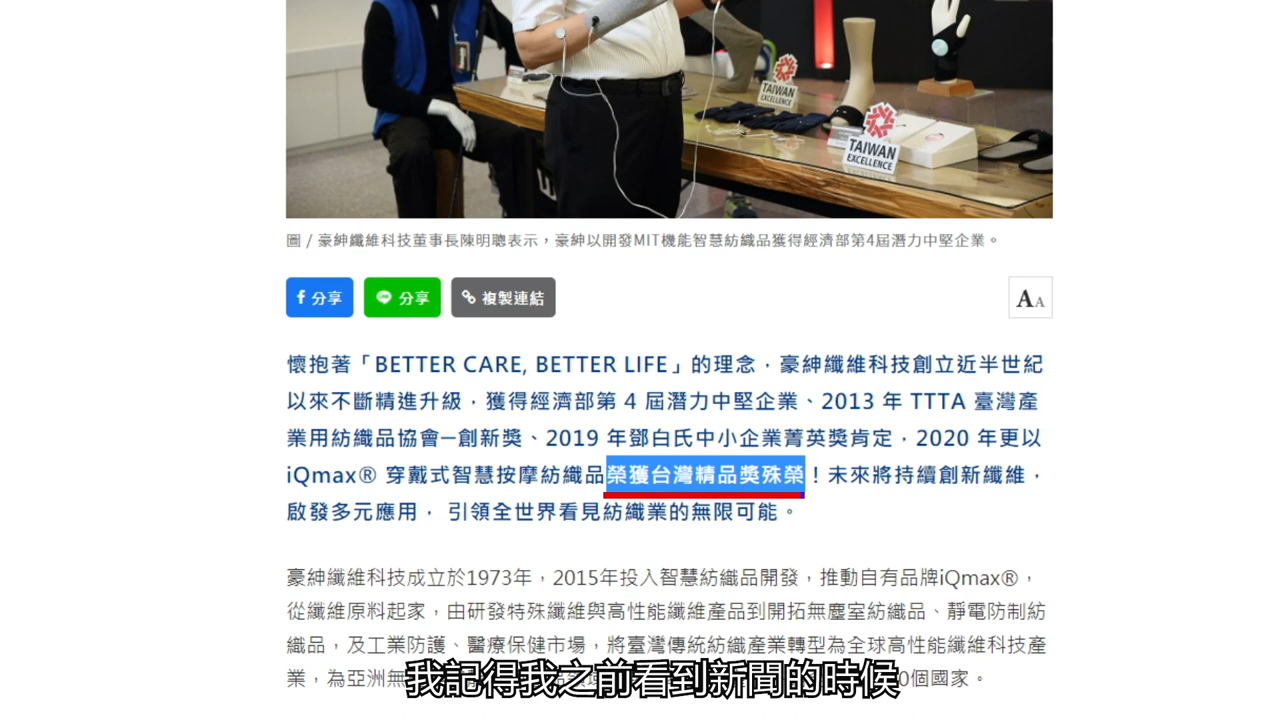 TAIWAN
EXCELLENCE
TAIWAN
EXCELLENCE
圖 / 豪紳纖維科技董事長陳明聰表示，豪紳以開發MIT機能智慧紡織品獲得經濟部第4屆潛力中堅企業。
分享
分享
複製連結
AA
懷抱著「BETTER CARE, BETTER LIFE」的理念，豪紳纖維科技創立近半世紀
以來不斷精進升級，獲得經濟部第 4 屆潛力中堅企業、2013 年 TTTA 臺灣產
業用紡織品協會─創新獎、2019 年鄧白氏中小企業菁英獎肯定，2020 年更以
iQmax® 穿戴式智慧按摩紡織品榮獲台灣精品獎殊榮！未來將持續創新纖維，
啟發多元應用， 引領全世界看見紡織業的無限可能。
豪紳纖維科技成立於1973年，2015年投入智慧紡織品開發，推動自有品牌iQmax®，
從纖維原料起家，由研發特殊纖維與高性能纖維產品到開拓無塵室紡織品、靜電防制紡
織品，及工業防護、醫療保健市場，將臺灣傳統紡織產業轉型為全球高性能纖維科技產
業，為亞洲無 0個國家。
我記得我之前看到新聞的時候